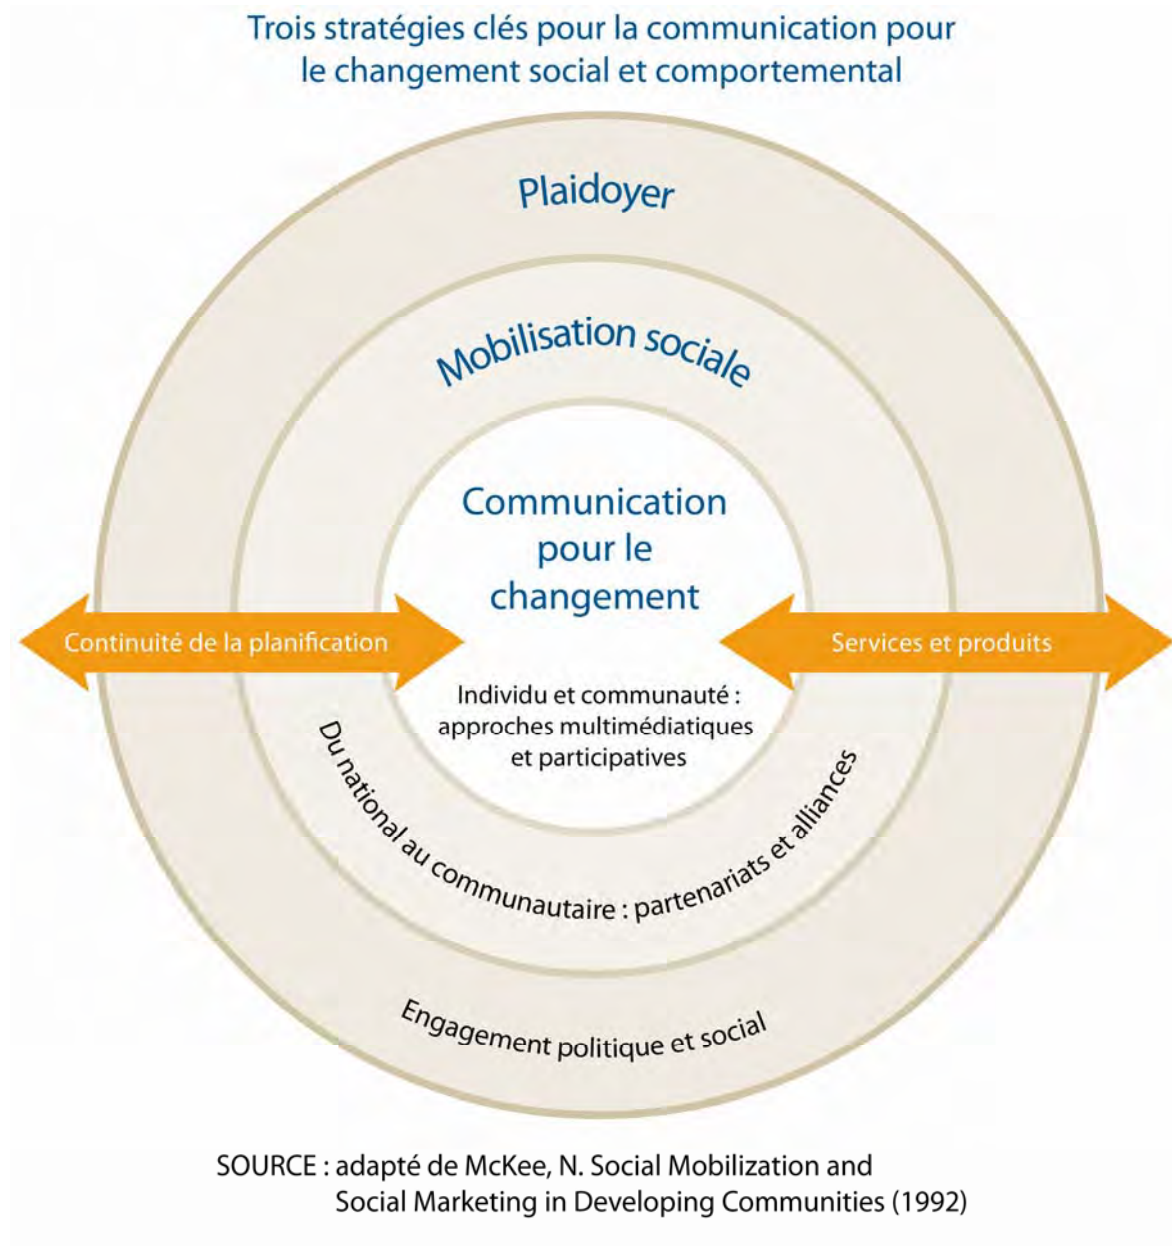 Trois stratégies clés pour la communication pour
le changement social et comportemental
Plaidoyer
Mobilisation sociale
Communication
pour le
changement
Continuité de la planification
Services et produits
Individu et communauté :
approches multimédiatiques
et participatives
Du national au communautaire : partenariats et alliances
Engagement politique et social
SOURCE : adapté de McKee, N. Social Mobilization and
Social Marketing in Developing Communities (1992)